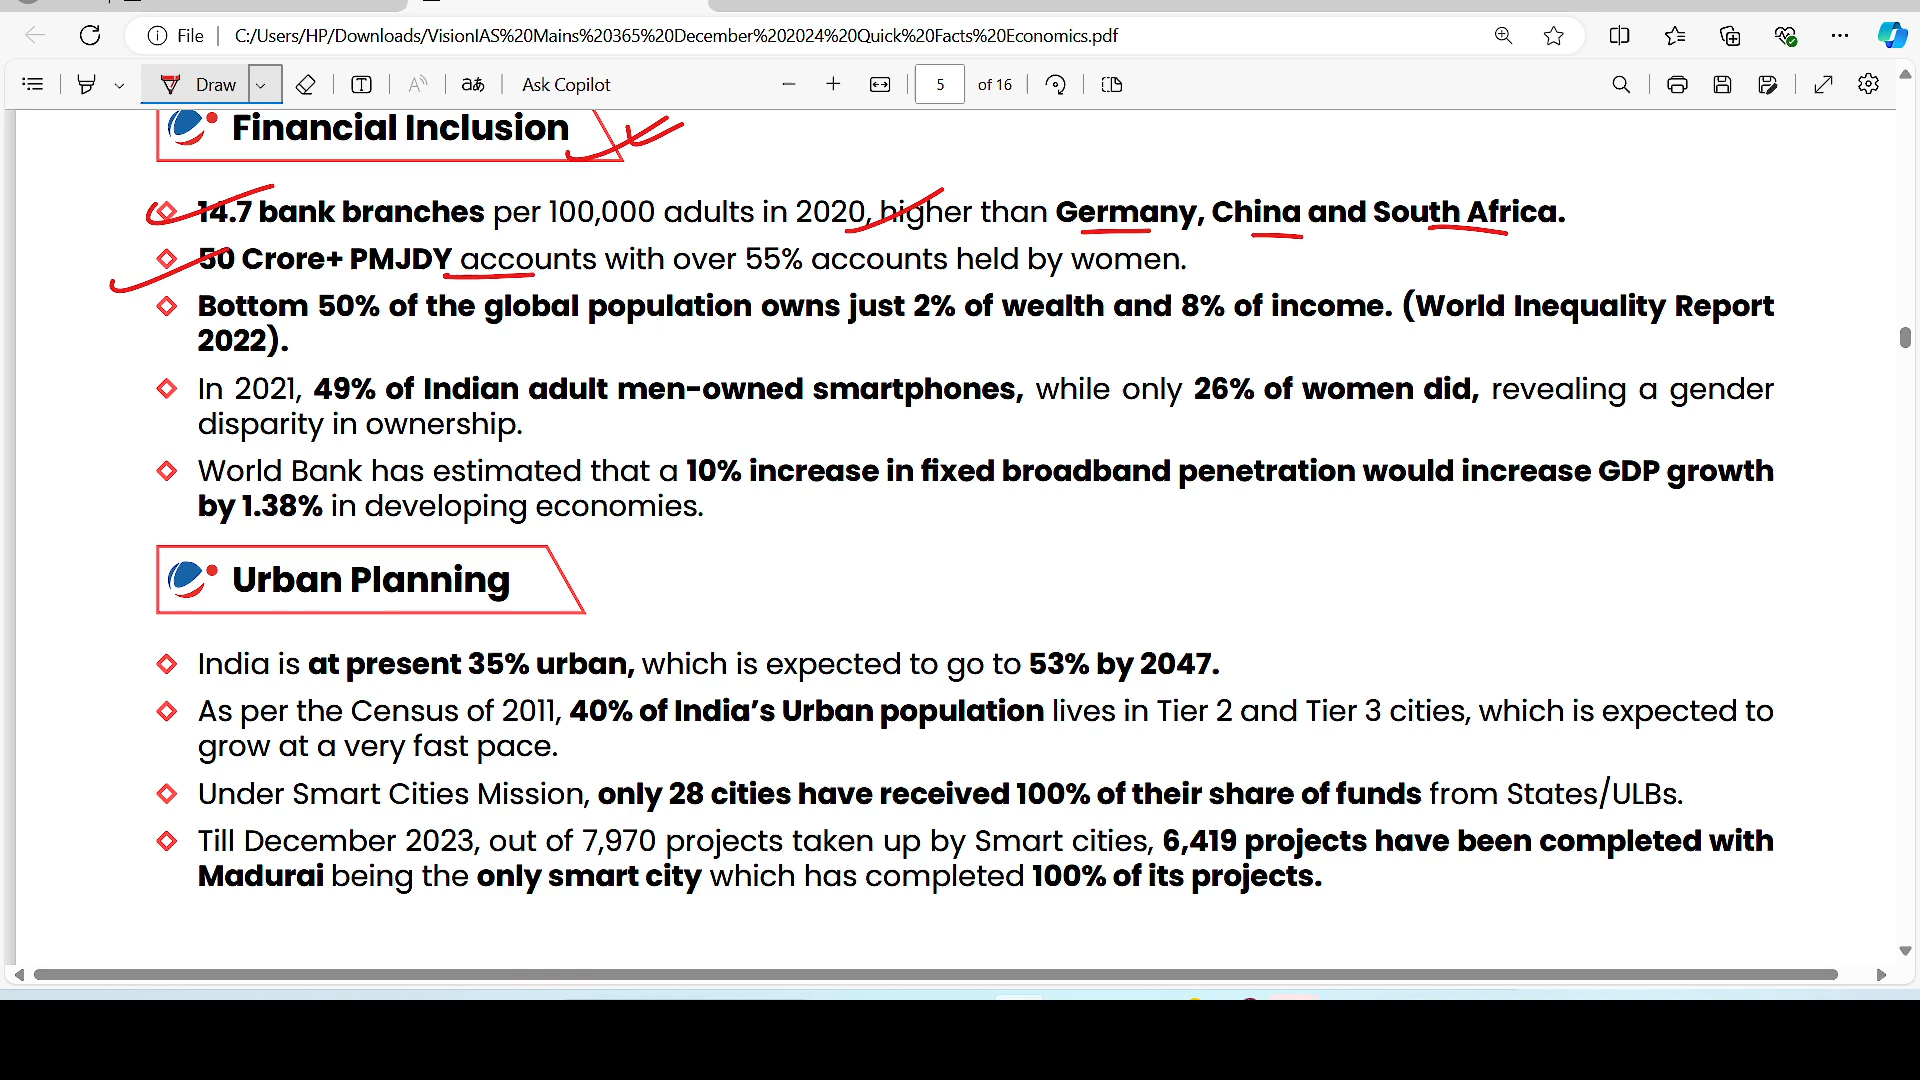 File
C:/Users/HP/Downloads/VisionIAS%20Mains%20365%20December%202024%20Quick%20Facts%20Economics.pdf
Draw
aあ
Ask Copilot
5 of 16
Financial Inclusion
14.7 bank branches per 100,000 adults in 2020, higher than Germany, China and South Africa.
50 Crore+ PMJDY accounts with over 55% accounts held by women.
Bottom 50% of the global population owns just 2% of wealth and 8% of income. (World Inequality Report
2022).
In 2021, 49% of Indian adult men-owned smartphones, while only 26% of women did, revealing a gender
disparity in ownership.
World Bank has estimated that a 10% increase in fixed broadband penetration would increase GDP growth
by 1.38% in developing economies.
Urban Planning
India is at present 35% urban, which is expected to go to 53% by 2047.
As per the Census of 2011, 40% of India’s Urban population lives in Tier 2 and Tier 3 cities, which is expected to
grow at a very fast pace.
Under Smart Cities Mission, only 28 cities have received 100% of their share of funds from States/ULBs.
Till December 2023, out of 7,970 projects taken up by Smart cities, 6,419 projects have been completed with
Madurai being the only smart city which has completed 100% of its projects.